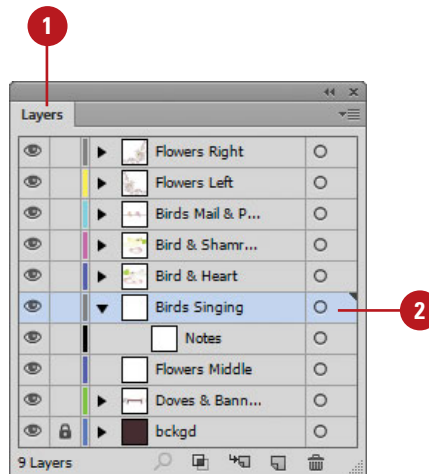 1
Layers
Flowers Right
Flowers Left
Birds Mail & P...
Bird & Shamr...
Bird & Heart
Birds Singing
2
Notes
Flowers Middle
Doves & Bann...
bckgd
9 Layers